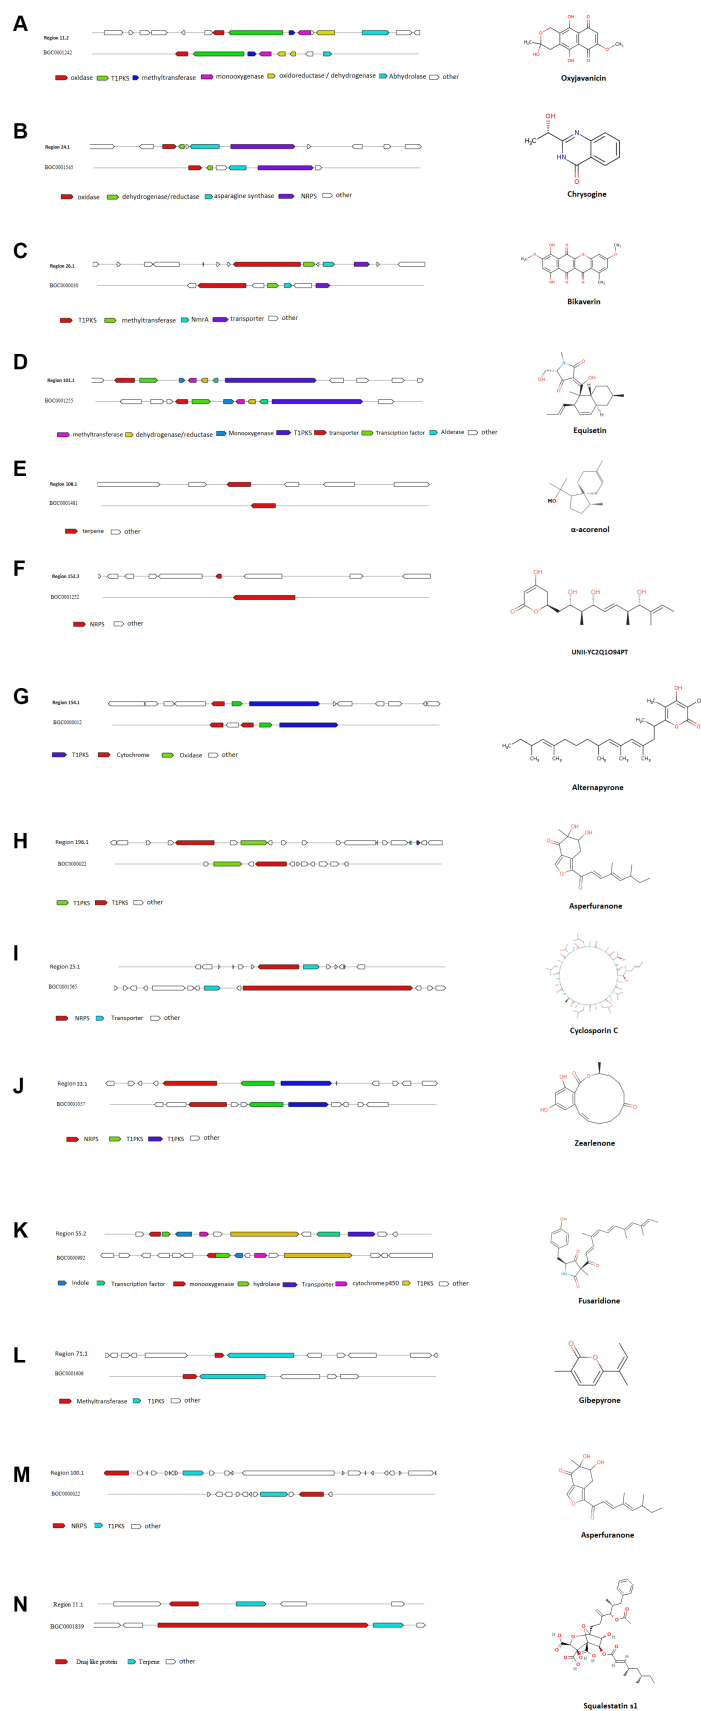 A
Region 11.2
BGC0001242
oxidase T1PKS methyltransferase monooxygenase oxidoreductase / dehydrogenase Abhydrolase other
Oxyjavanicin
B
Region 24.1
BGC0001543
oxidase dehydrogenase/reductase asparagine synthase NRPS other
Chrysogine
C
Region 26.1
BGC0000030
T1PKS methyltransferase NmrA transporter other
Bikaverin
D
Region 101.1
BGC0001255
methyltransferase dehydrogenase/reductase Monooxygenase T1PKS transporter Transciption factor Alderase other
Equisetin
E
Region 108.1
BGC0001481
terpene other
α-acorenol
F
Region 152.3
BGC0001252
NRPS other
UNII-YC2Q1O94PT
G
Region 154.1
BGC0000012
T1PKS Cytochrome Oxidase other
Alternapyrone
H
Region 196.1
BGC0000022
T1PKS T1PKS other
Asperfuranone
I
Region 25.1
BGC0001565
NRPS Transporter other
Cyclosporin C
J
Region 33.1
BGC0001057
NRPS T1PKS T1PKS other
Zearlenone
K
Region 55.2
BGC0000992
Indole Transcription factor monooxygenase hydrolase Transporter cytochrome p450 T1PKS other
Fusaridione
L
Region 71.1
BGC0001606
Methyltransferase T1PKS other
Gibepyrone
M
Region 100.1
BGC0000022
NRPS T1PKS other
Asperfuranone
N
Region 11.1
BGC0001839
Dnaj like protein Terpene other
Squalestatin s1